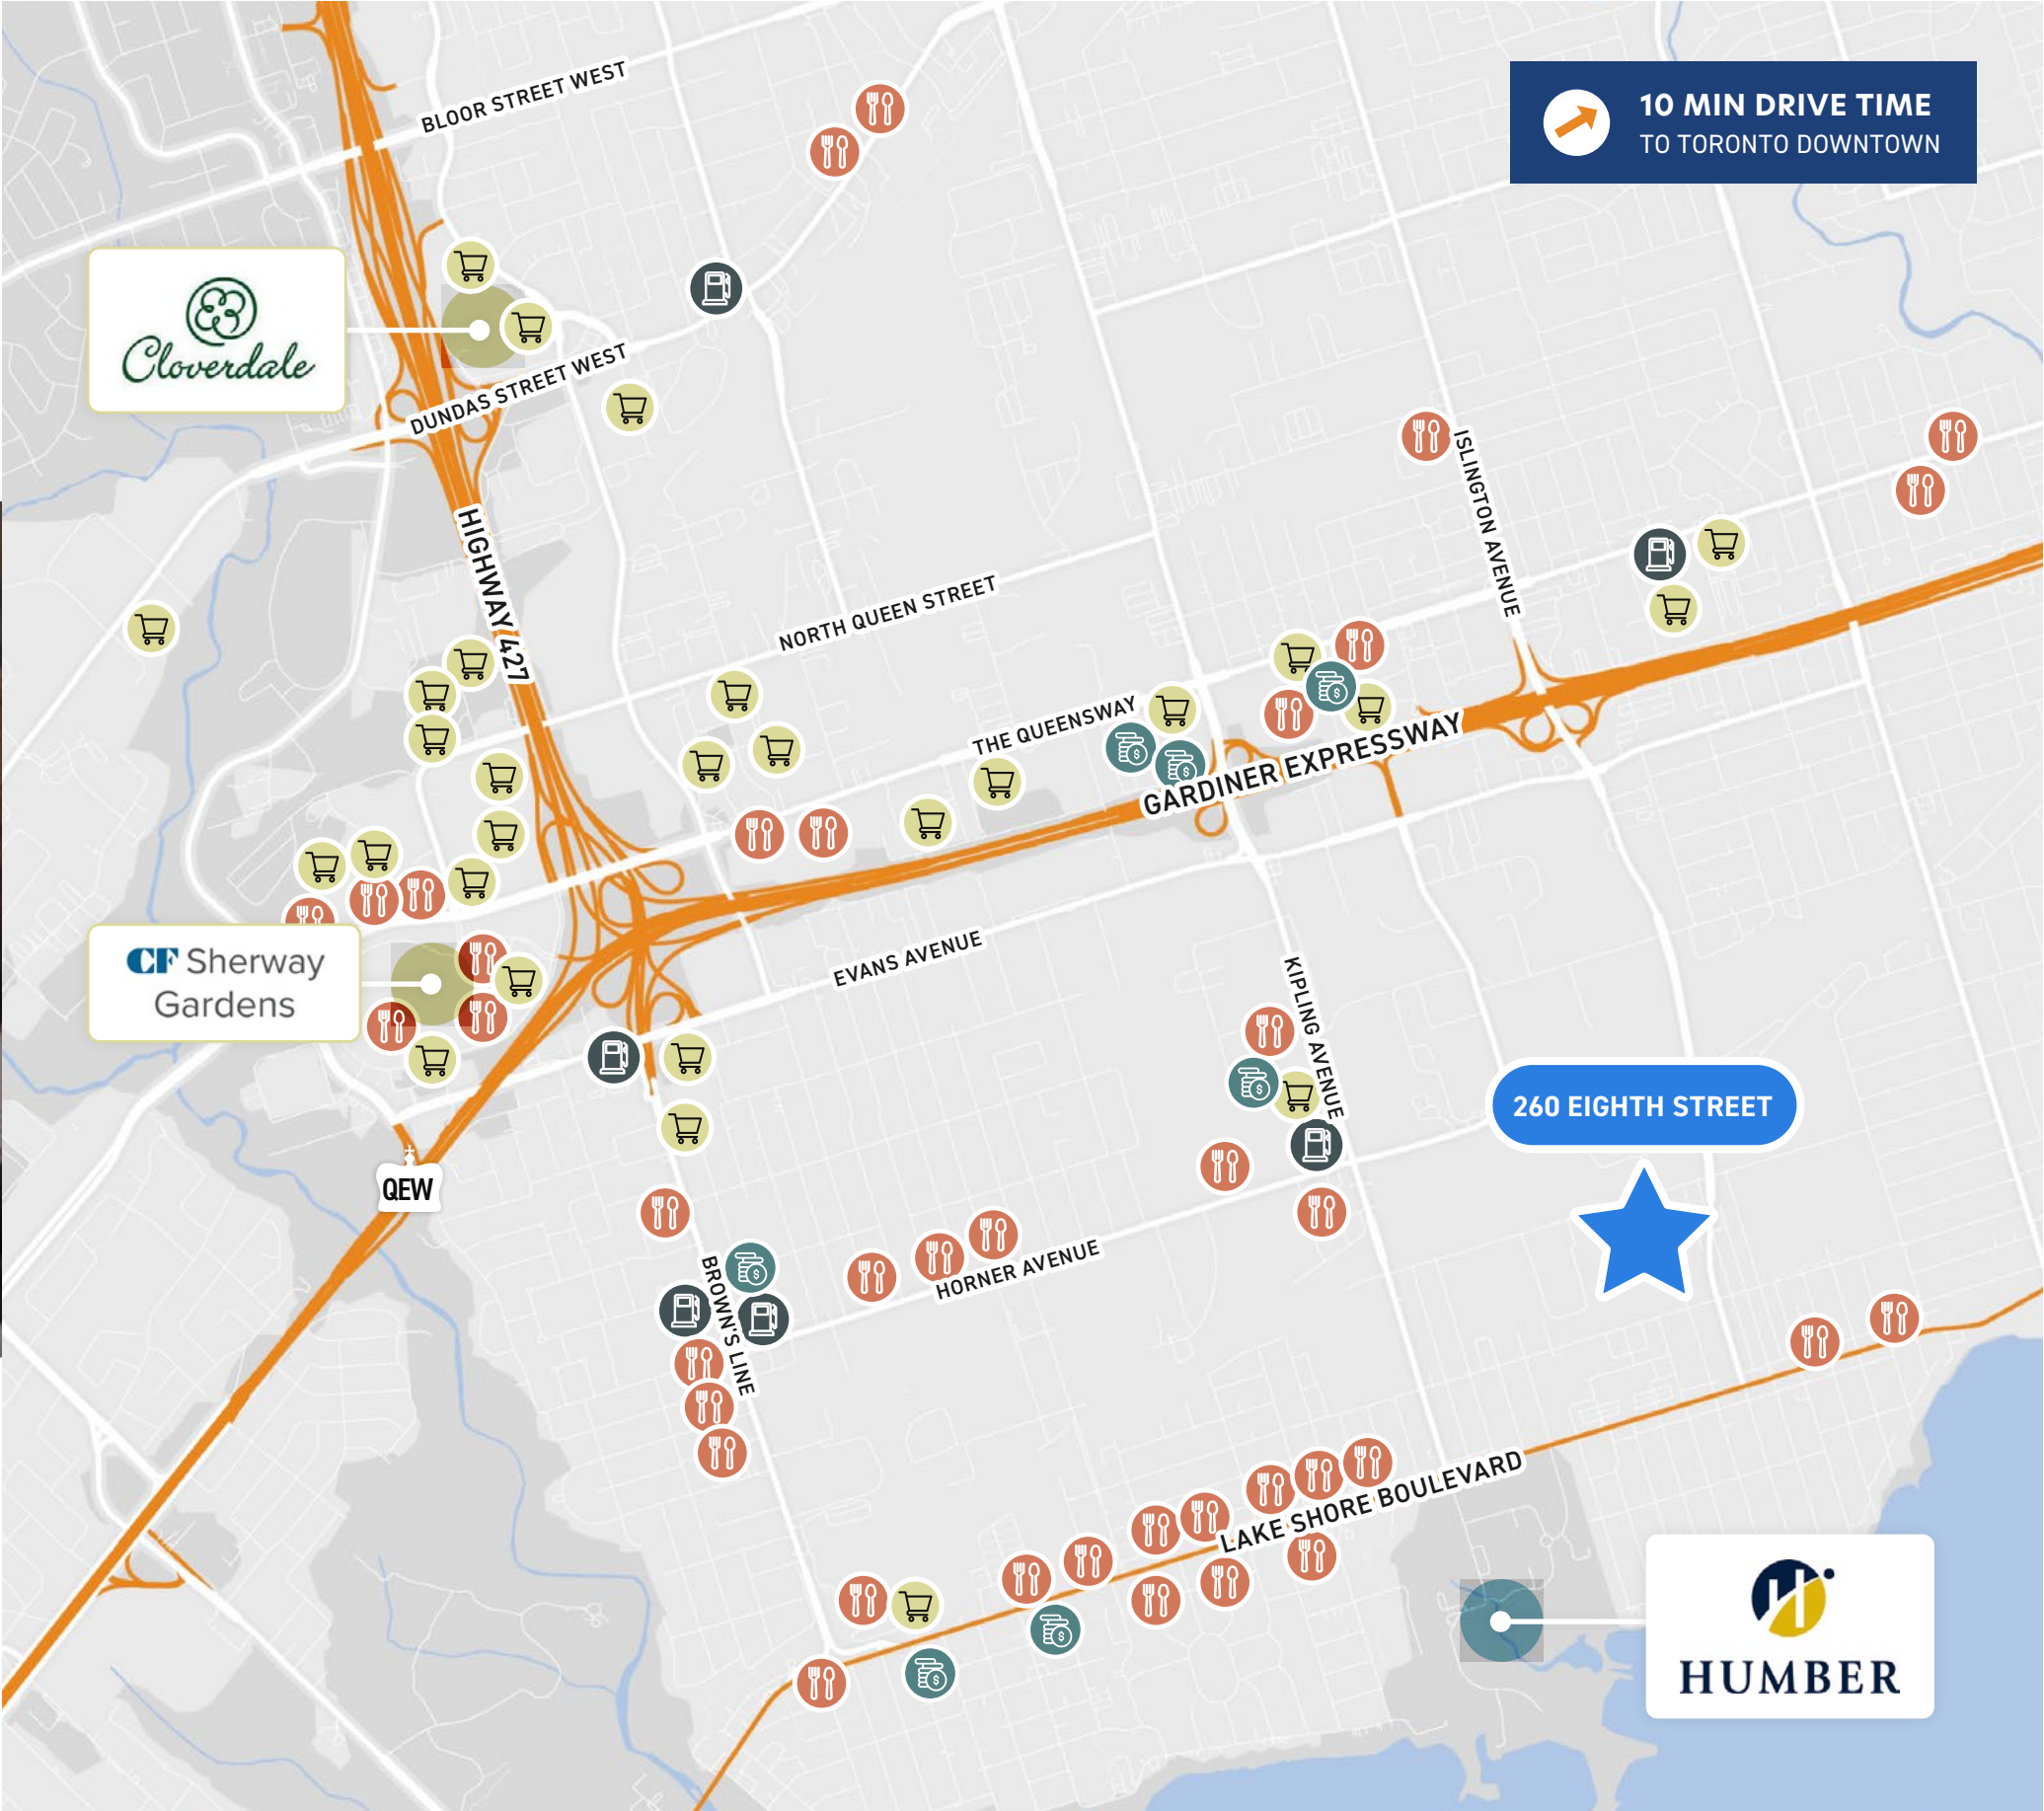 BLOOR STREET WEST
10 MIN DRIVE TIME
TO TORONTO DOWNTOWN
Cloverdale
DUNDAS STREET WEST
HIGHWAY 427
ISLINGTON AVENUE
NORTH QUEEN STREET
THE QUEENSWAY
GARDINER EXPRESSWAY
CF Sherway
Gardens
EVANS AVENUE
KIPLING AVENUE
260 EIGHTH STREET
QEW
HORNER AVENUE
BROWN'S LINE
LAKE SHORE BOULEVARD
H
HUMBER